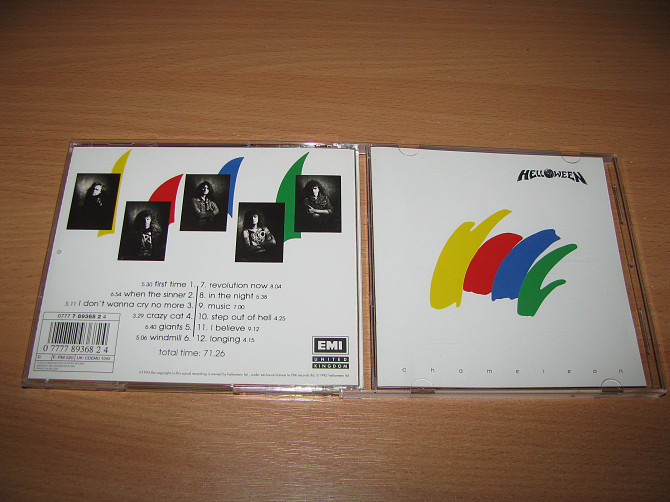 5.30 first time 1. 7. revolution now 8.04
6.54 when the sinner 2. 8. in the night 5.38
5.11 I don't wanna cry no more 3. 9. music 7.00
3.29 crazy cat 4. 10. step out of hell 4.25
6.40 giants 5. 11. I believe 9.12
5.06 windmill 6. 12. longing 4.15
total time: 71.26
0777 7 89368 2 4
0 7777 89368 2 4
EMI
UNITED
KINGDOM
HELLOWEEN
chameleon